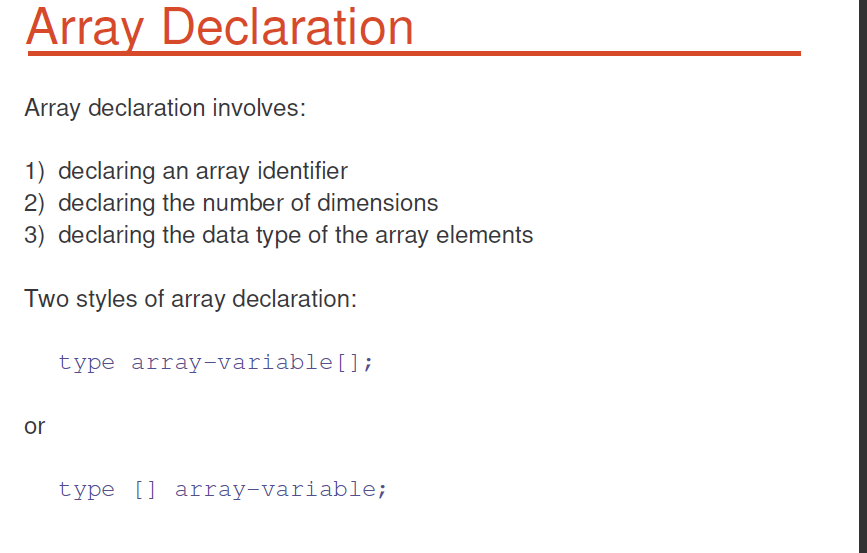 Array Declaration
Array declaration involves:
1) declaring an array identifier
2) declaring the number of dimensions
3) declaring the data type of the array elements
Two styles of array declaration:
type array-variable[];
or
type [] array-variable;